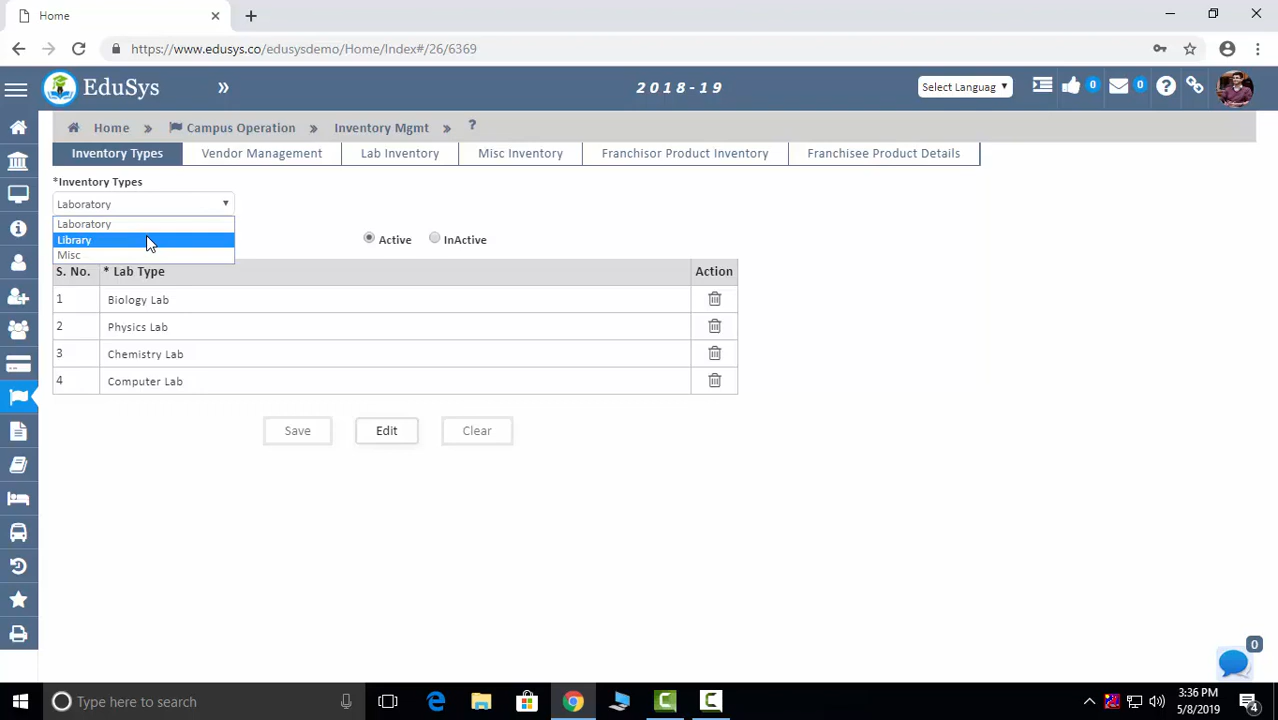 Home
https://www.edusys.co/edusysdemo/Home/Index#/26/6369
EduSys » 2018-19 Select Languag 0 0
Home » Campus Operation » Inventory Mgmt » ?
Inventory Types Vendor Management Lab Inventory Misc Inventory Franchisor Product Inventory Franchisee Product Details
*Inventory Types
Laboratory
Laboratory
Library
Active InActive
Misc
S. No. * Lab Type Action
1 Biology Lab
2 Physics Lab
3 Chemistry Lab
4 Computer Lab
Save Edit Clear
0
Type here to search
3:36 PM
5/8/2019
4